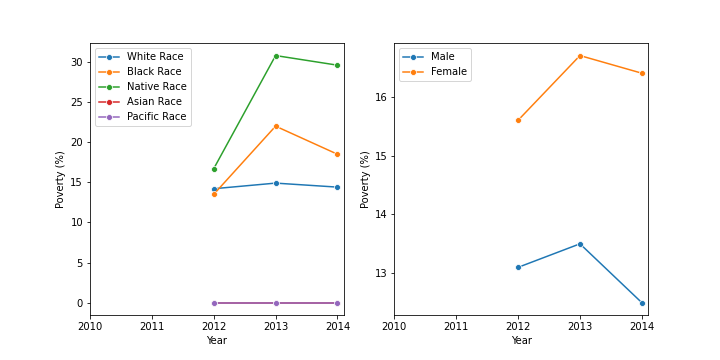 White Race
Black Race
Native Race
Asian Race
Pacific Race
Poverty (%)
30
25
20
15
10
5
0
2010 2011 2012 2013 2014
Year
Male
Female
Poverty (%)
16
15
14
13
2010 2011 2012 2013 2014
Year